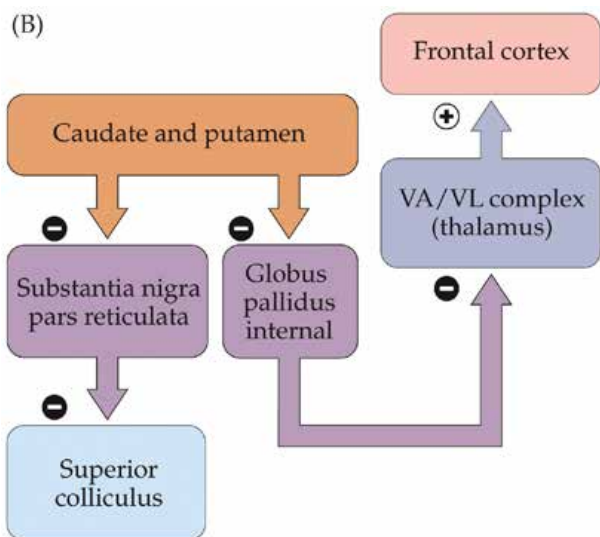 (B)
Frontal cortex
+
Caudate and putamen
VA/VL complex
(thalamus)
−
−
−
Substantia nigra
pars reticulata
Globus
pallidus
internal
−
Superior
colliculus